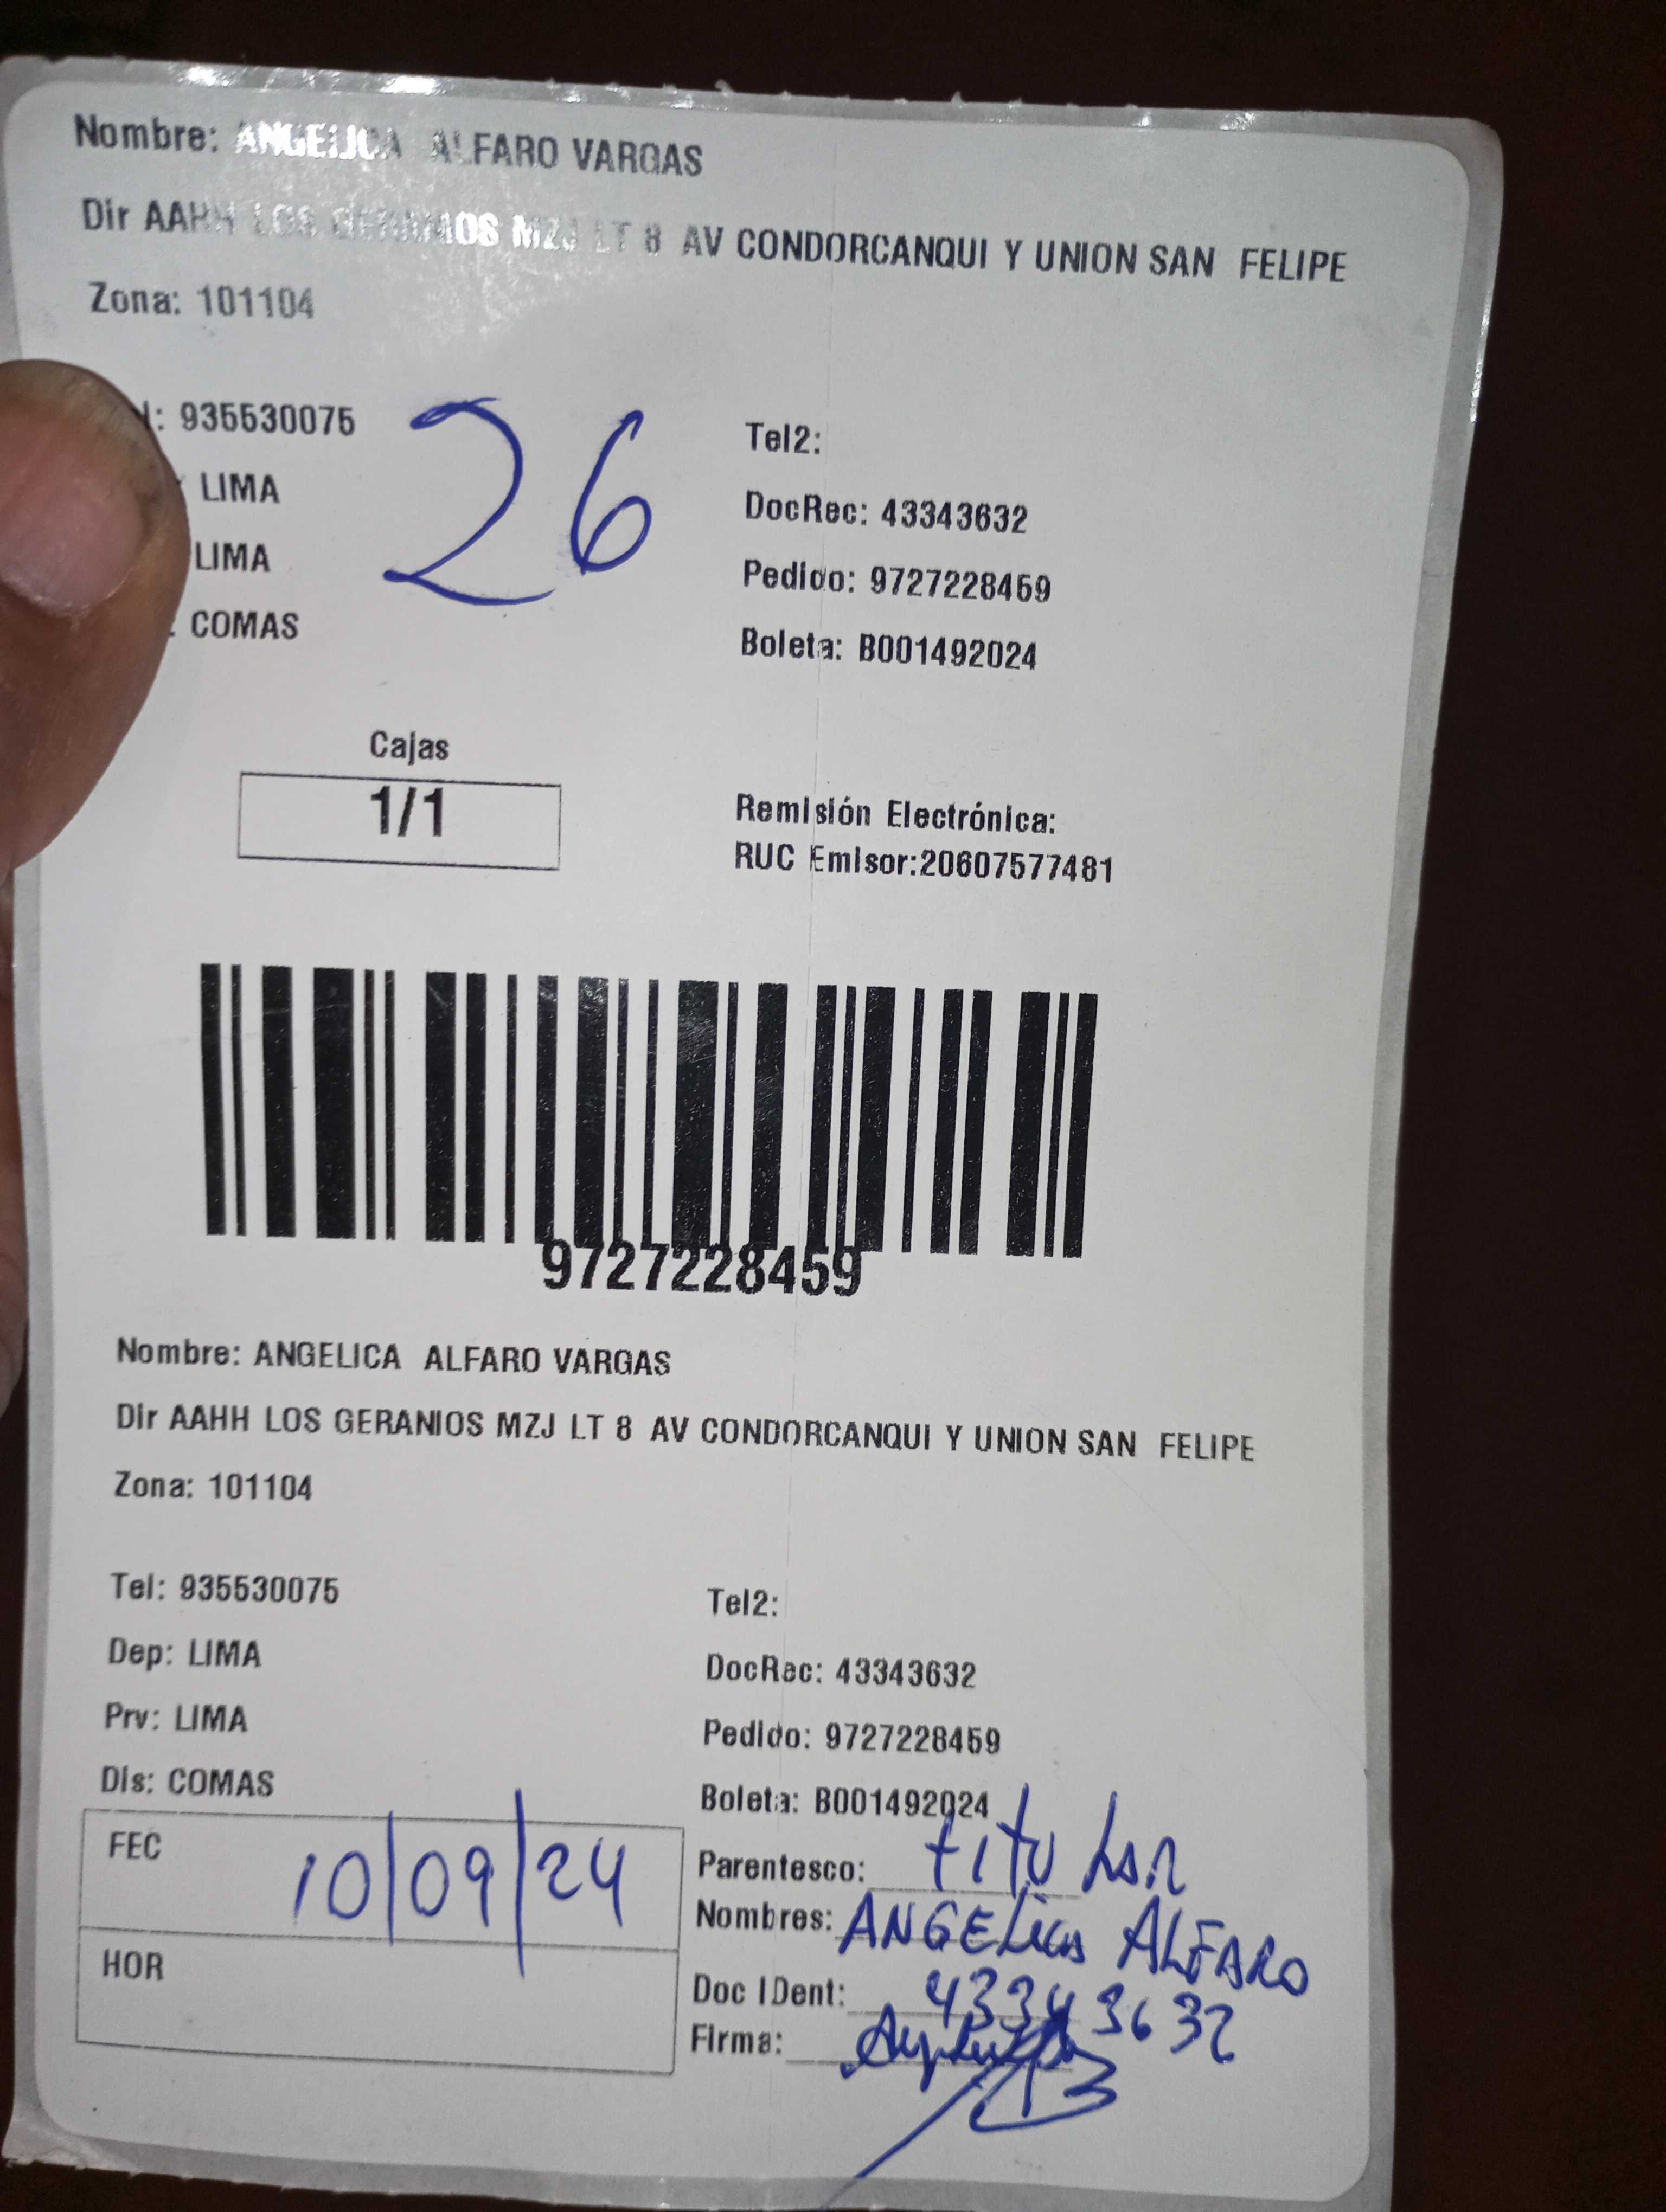 Nombre: ANGELICA ALFARO VARGAS
Dir AAHH LOS GERANIOS MZJ LT 8 AV CONDORCANQUI Y UNION SAN FELIPE
Zona: 101104
: 935530075
Tel2:
LIMA
DocRec: 43343632
LIMA
Pedido: 9727228459
: COMAS
Boleta: B001492024
26
Cajas
1/1
Remisión Electrónica:
RUC Emisor:20607577481
9727228459
Nombre: ANGELICA ALFARO VARGAS
Dir AAHH LOS GERANIOS MZJ LT 8 AV CONDORCANQUI Y UNION SAN FELIPE
Zona: 101104
Tel: 935530075
Tel2:
Dep: LIMA
DocRec: 43343632
Prv: LIMA
Pedido: 9727228459
Dis: COMAS
Boleta: B001492024
FEC 10/09/24
HOR
Parentesco: titular
Nombres: ANGELica ALFARO
Doc IDent: 43343632
Firma: